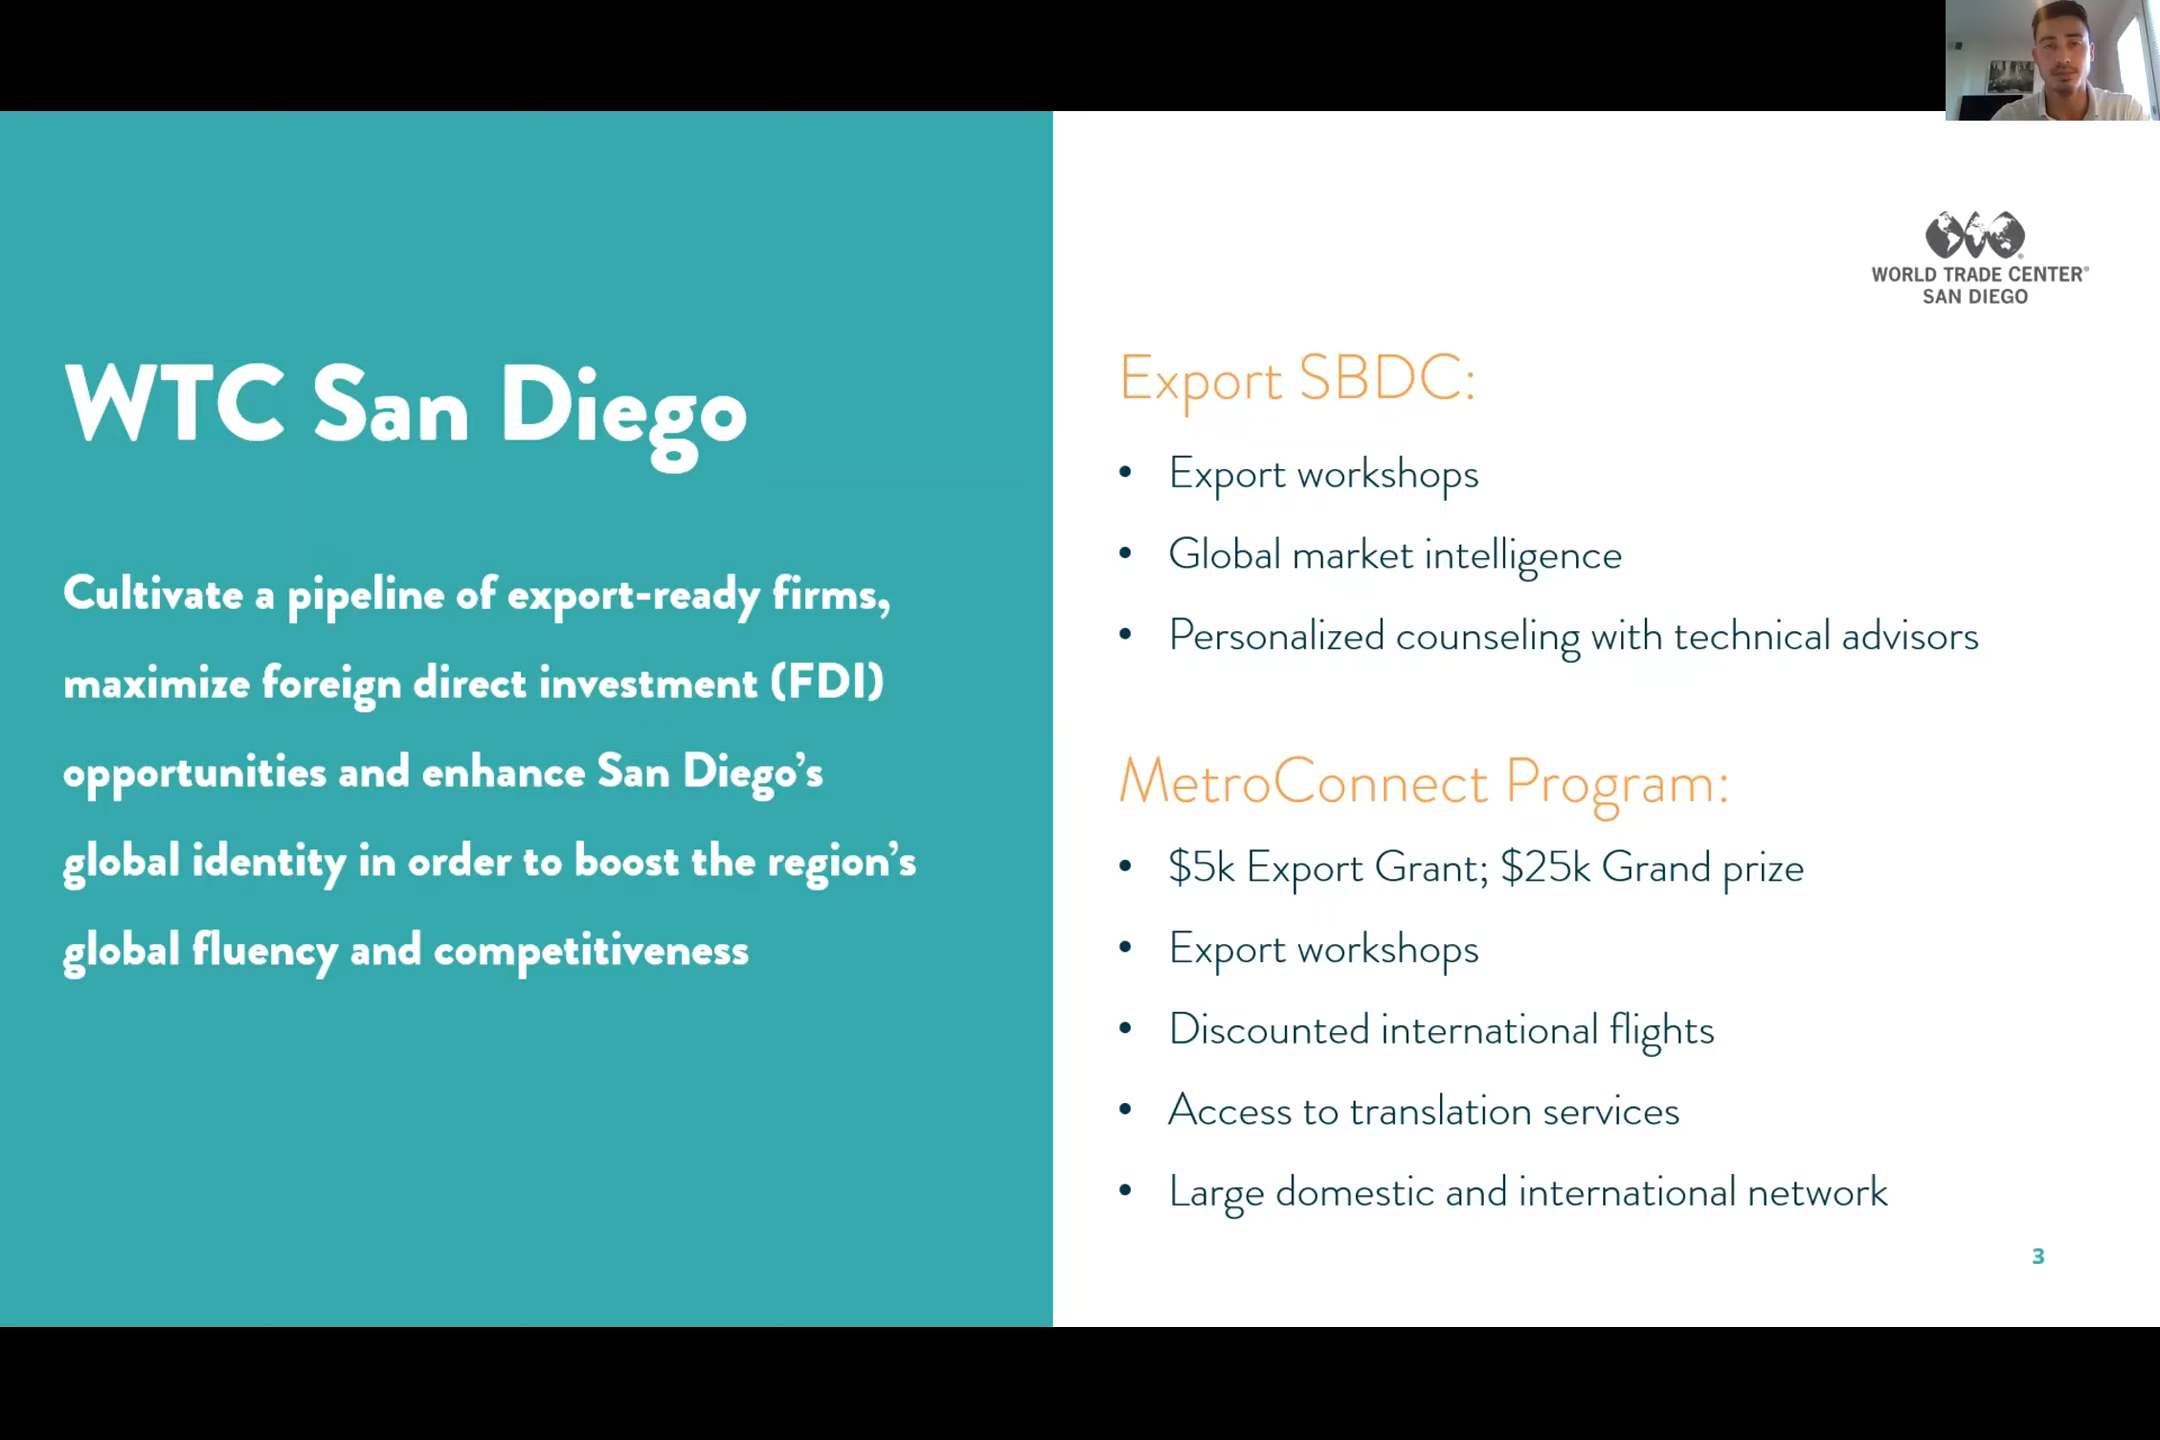 WORLD TRADE CENTER®
SAN DIEGO
WTC San Diego
Cultivate a pipeline of export-ready firms,
maximize foreign direct investment (FDI)
opportunities and enhance San Diego’s
global identity in order to boost the region’s
global fluency and competitiveness
Export SBDC:
• Export workshops
• Global market intelligence
• Personalized counseling with technical advisors
MetroConnect Program:
• $5k Export Grant; $25k Grand prize
• Export workshops
• Discounted international flights
• Access to translation services
• Large domestic and international network
3